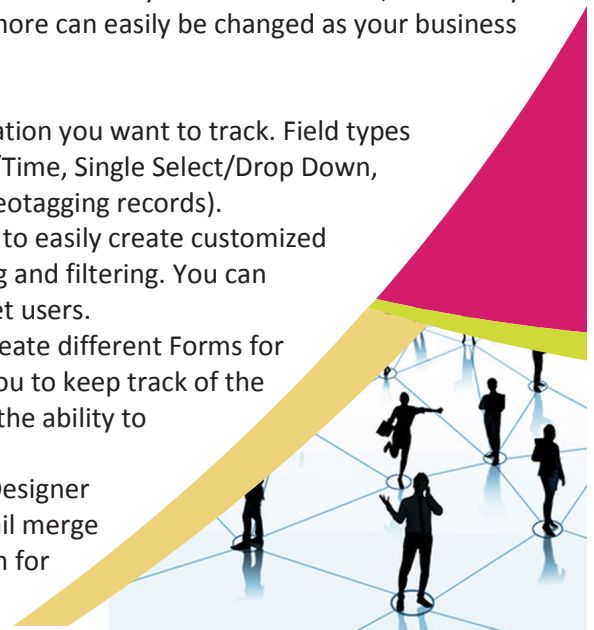 more can easily be changed as your business
ation you want to track. Field types
/Time, Single Select/Drop Down,
eotagging records).
to easily create customized
g and filtering. You can
et users.
eate different Forms for
ou to keep track of the
the ability to
Designer
il merge
n for